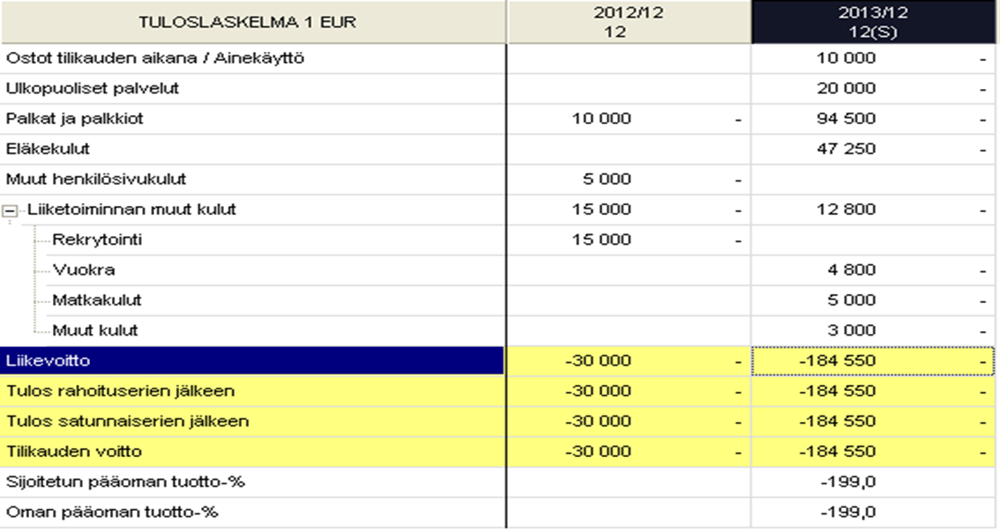 TULOSLASKELMA 1 EUR 2012/12 2013/12
12 12(S)
Ostot tilikauden aikana / Ainekäyttö 10 000 -
Ulkopuoliset palvelut 20 000 -
Palkat ja palkkiot 10 000 - 94 500 -
Eläkekulut 47 250 -
Muut henkilösivukulut 5 000 -
Liiketoiminnan muut kulut 15 000 - 12 800 -
Rekrytointi 15 000 -
Vuokra 4 800 -
Matkakulut 5 000 -
Muut kulut 3 000 -
Liikevoitto -30 000 - -184 550 -
Tulos rahoituserien jälkeen -30 000 - -184 550 -
Tulos satunnaiserien jälkeen -30 000 - -184 550 -
Tilikauden voitto -30 000 - -184 550 -
Sijoitetun pääoman tuotto-% -199,0
Oman pääoman tuotto-% -199,0